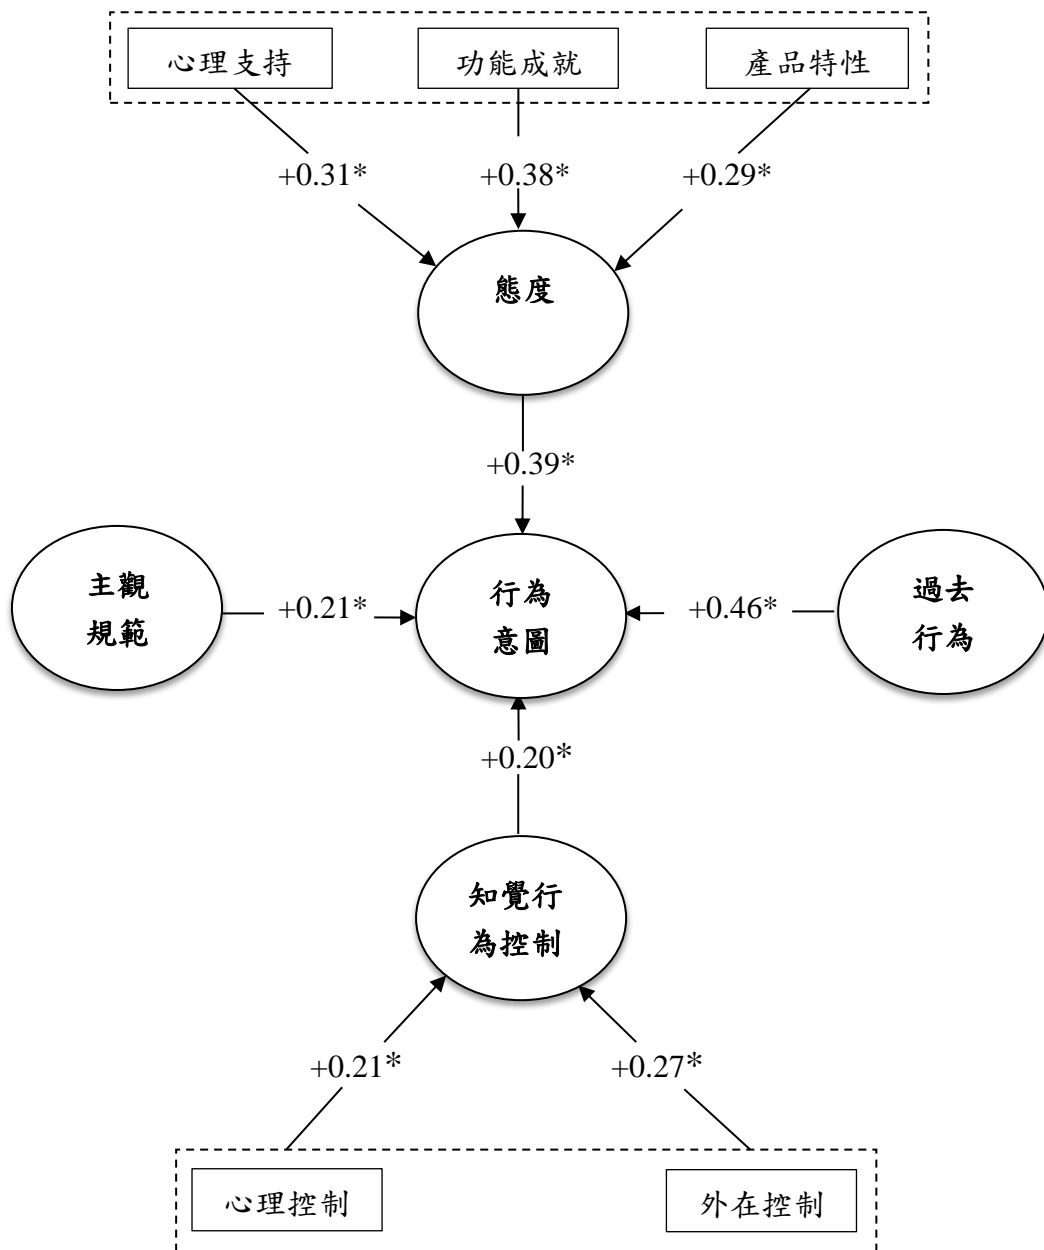 心理支持
功能成就
產品特性
+0.31*
+0.38*
+0.29*
態度
+0.39*
主觀
規範
+0.21*
行為
意圖
+0.46*
過去
行為
+0.20*
知覺行
為控制
+0.21*
+0.27*
心理控制
外在控制